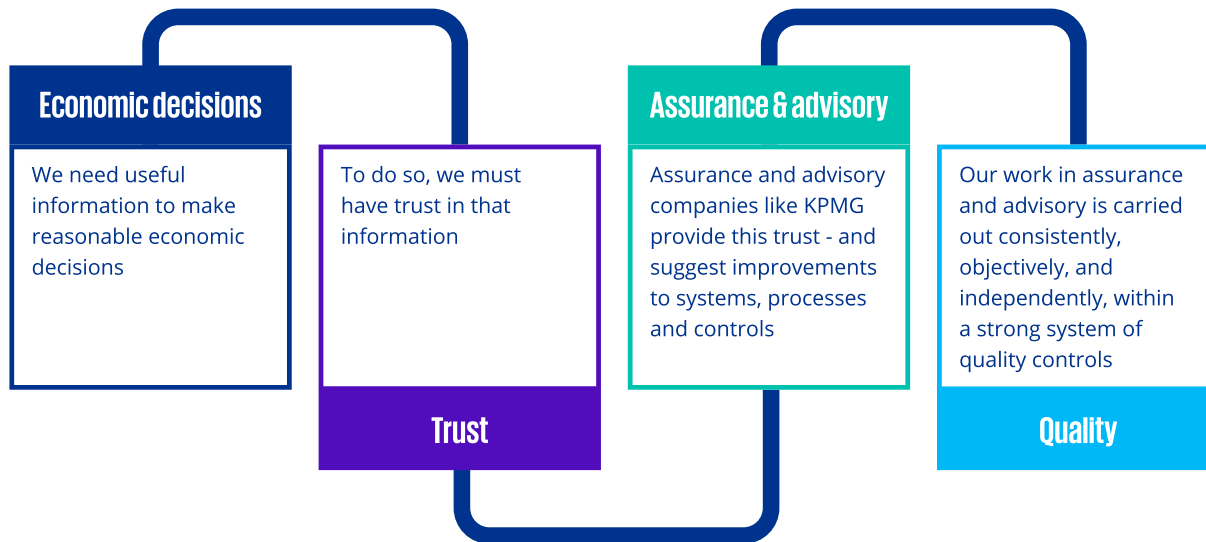 Economic decisions
We need useful
information to make
reasonable economic
decisions
To do so, we must
have trust in that
information
Trust
Assurance & advisory
Assurance and advisory
companies like KPMG
provide this trust - and
suggest improvements
to systems, processes
and controls
Our work in assurance
and advisory is carried
out consistently,
objectively, and
independently, within
a strong system of
quality controls
Quality